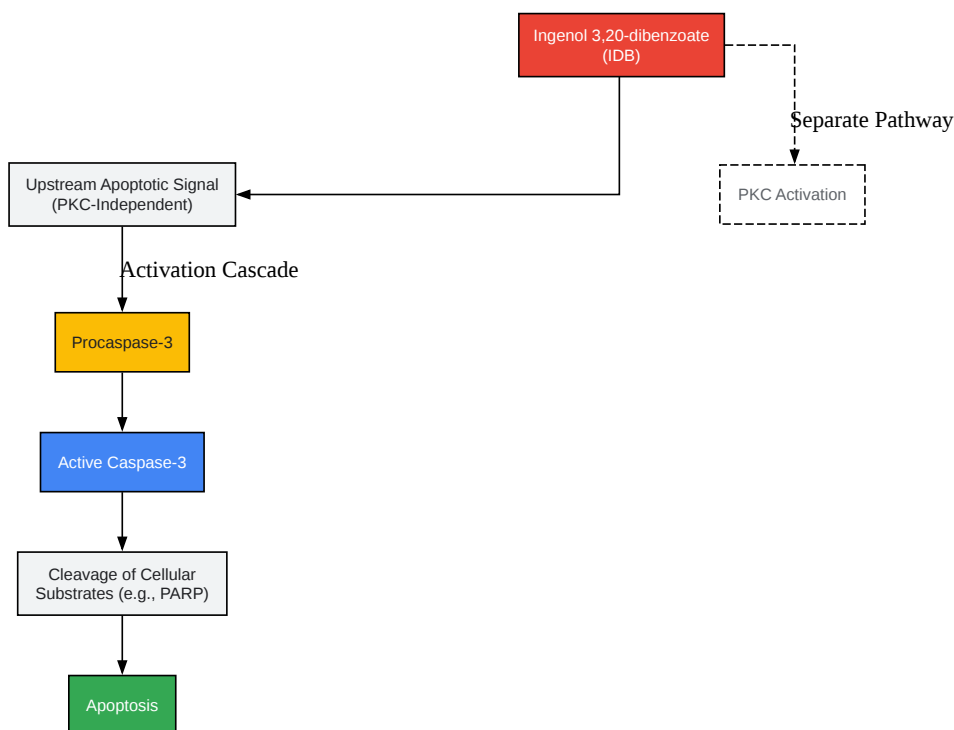 Ingenol 3,20-dibenzoate
(IDB)
Separate Pathway
Upstream Apoptotic Signal
(PKC-Independent)
PKC Activation
Activation Cascade
Procaspase-3
Active Caspase-3
Cleavage of Cellular
Substrates (e.g., PARP)
Apoptosis